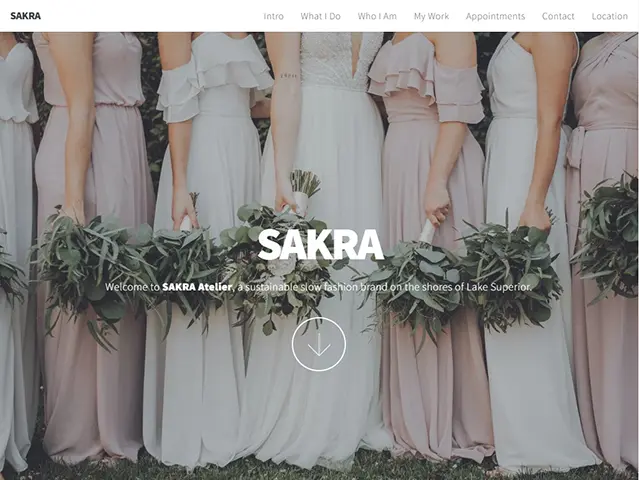 SAKRA
Intro What I Do Who I Am My Work Appointments Contact Location
SAKRA
Welcome to SAKRA Atelier, a sustainable slow fashion brand on the shores of Lake Superior.